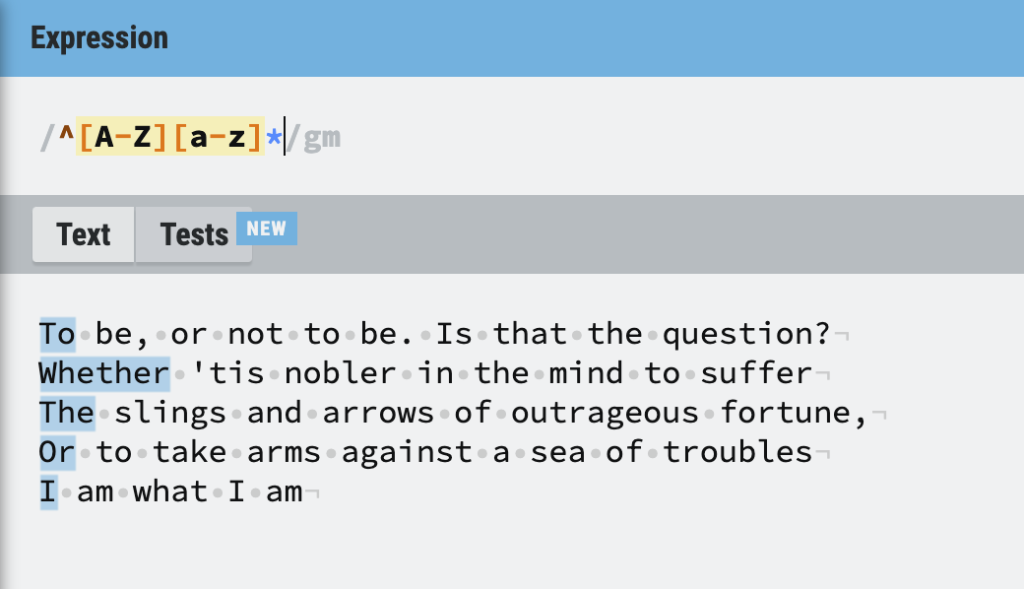 Expression
/^[A-Z][a-z]*/gm
Text Tests NEW
To be, or not to be. Is that the question?
Whether 'tis nobler in the mind to suffer
The slings and arrows of outrageous fortune,
Or to take arms against a sea of troubles
I am what I am